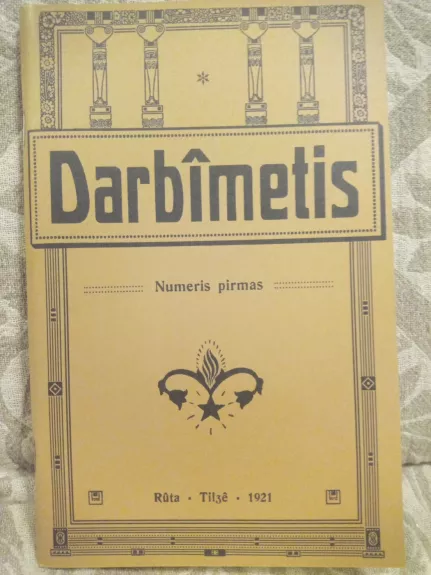 Darbîmetis
Numeris pirmas
Rûta · Tilʒê · 1921